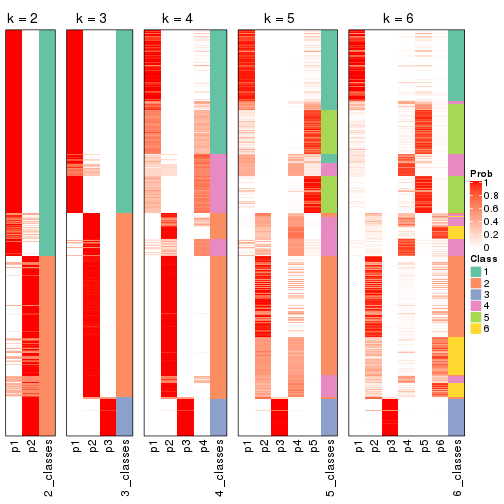 k = 2
k = 3
k = 4
k = 5
k = 6
Prob
1
0.8
0.6
0.4
0.2
0
Class
1
2
3
4
5
6
p1
p2
2_classes
p1
p2
p3
3_classes
p1
p2
p3
p4
4_classes
p1
p2
p3
p4
p5
5_classes
p1
p2
p3
p4
p5
p6
6_classes